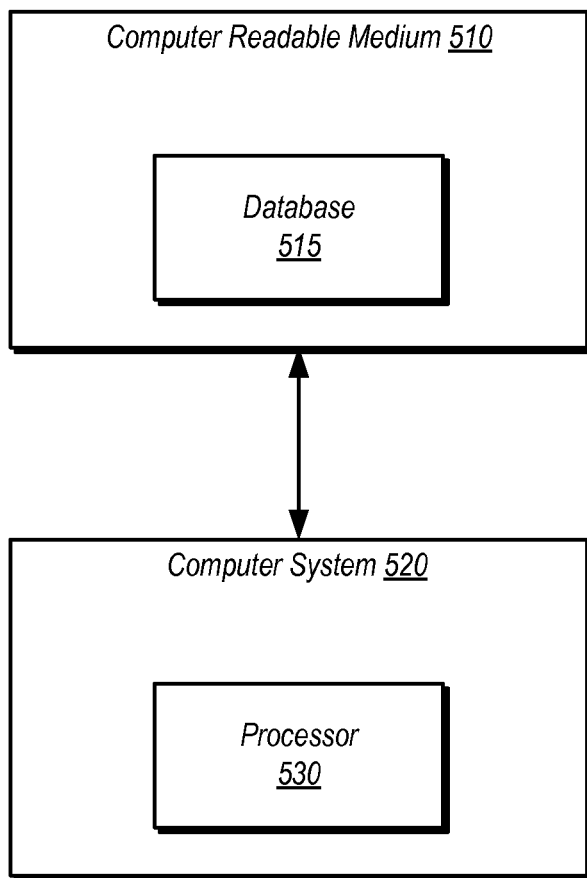 Computer Readable Medium 510
Database
515
Computer System 520
Processor
530